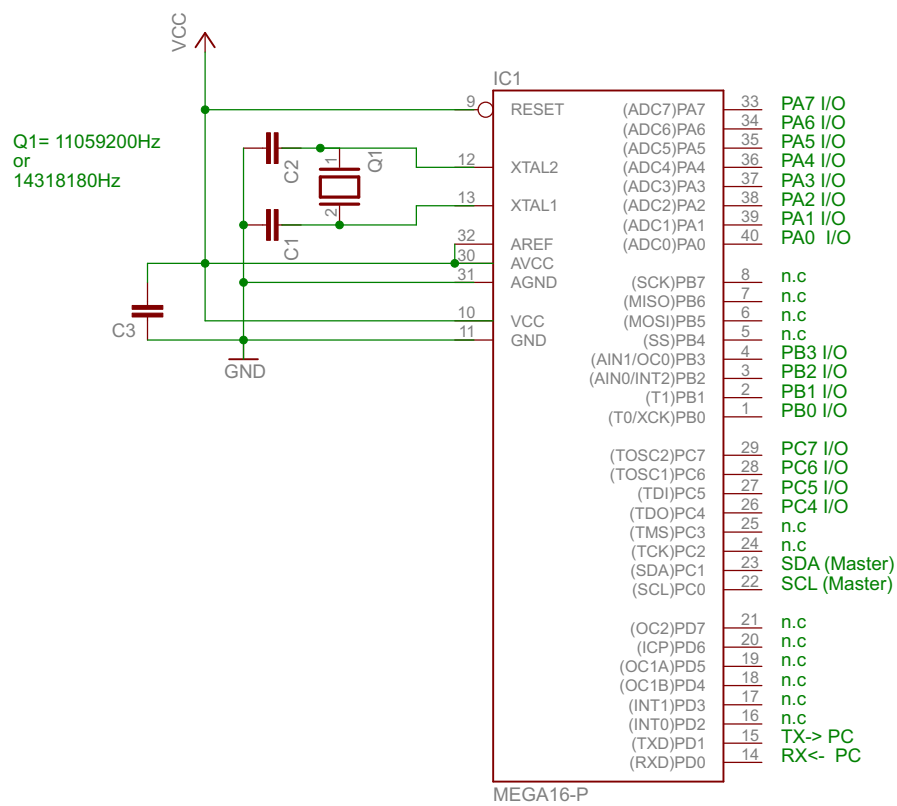 VCC
Q1= 11059200Hz
or
14318180Hz
C2
1
Q1
2
C1
C3
GND
IC1
9 RESET
12 XTAL2
13 XTAL1
32 AREF
30 AVCC
31 AGND
10 VCC
11 GND
(ADC7)PA7 33 PA7 I/O
(ADC6)PA6 34 PA6 I/O
(ADC5)PA5 35 PA5 I/O
(ADC4)PA4 36 PA4 I/O
(ADC3)PA3 37 PA3 I/O
(ADC2)PA2 38 PA2 I/O
(ADC1)PA1 39 PA1 I/O
(ADC0)PA0 40 PA0 I/O
(SCK)PB7 8 n.c
(MISO)PB6 7 n.c
(MOSI)PB5 6 n.c
(SS)PB4 5 n.c
(AIN1/OC0)PB3 4 PB3 I/O
(AIN0/INT2)PB2 3 PB2 I/O
(T1)PB1 2 PB1 I/O
(T0/XCK)PB0 1 PB0 I/O
(TOSC2)PC7 29 PC7 I/O
(TOSC1)PC6 28 PC6 I/O
(TDI)PC5 27 PC5 I/O
(TDO)PC4 26 PC4 I/O
(TMS)PC3 25 n.c
(TCK)PC2 24 n.c
(SDA)PC1 23 SDA (Master)
(SCL)PC0 22 SCL (Master)
(OC2)PD7 21 n.c
(ICP)PD6 20 n.c
(OC1A)PD5 19 n.c
(OC1B)PD4 18 n.c
(INT1)PD3 17 n.c
(INT0)PD2 16 n.c
(TXD)PD1 15 TX-> PC
(RXD)PD0 14 RX<- PC
MEGA16-P